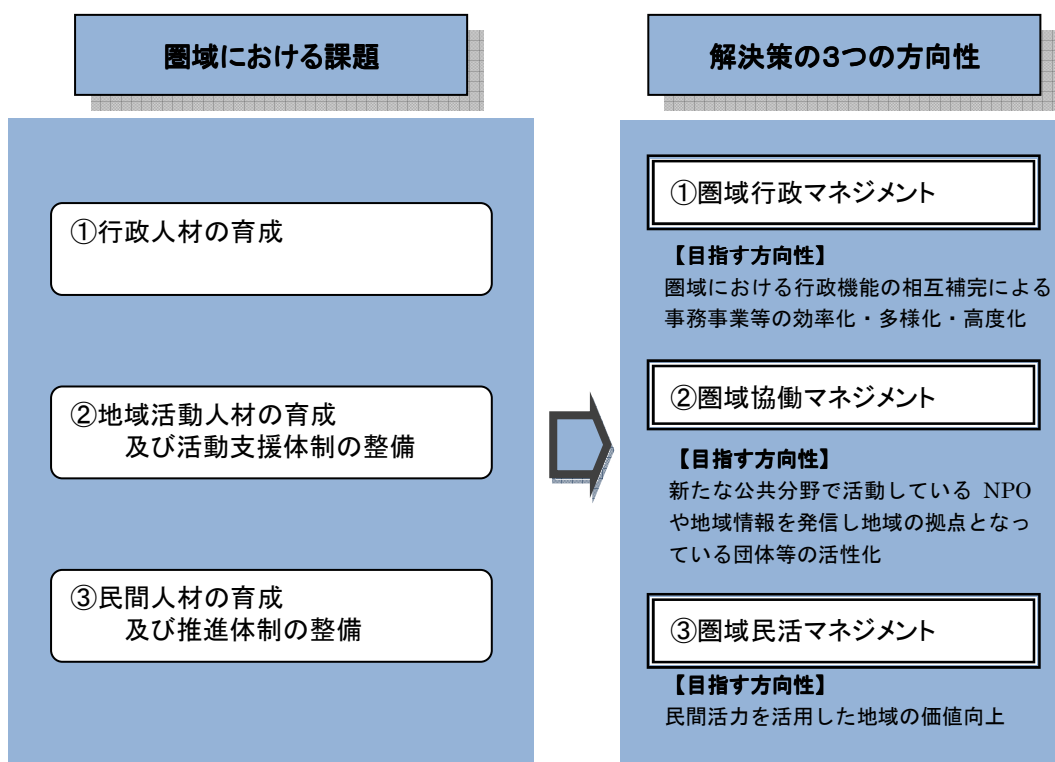 圏域における課題
①行政人材の育成
②地域活動人材の育成
及び活動支援体制の整備
③民間人材の育成
及び推進体制の整備
解決策の3つの方向性
①圏域行政マネジメント
【目指す方向性】
圏域における行政機能の相互補完による
事務事業等の効率化・多様化・高度化
②圏域協働マネジメント
【目指す方向性】
新たな公共分野で活動している NPO
や地域情報を発信し地域の拠点となっ
ている団体等の活性化
③圏域民活マネジメント
【目指す方向性】
民間活力を活用した地域の価値向上